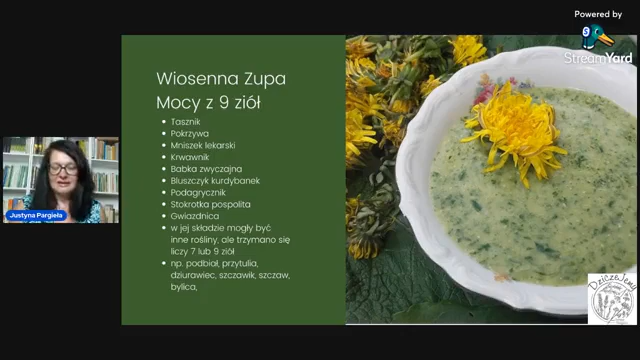 Powered by
StreamYard
Wiosenna Zupa
Mocy z 9 ziół
Tasznik
Pokrzywa
Mniszek lekarski
Krwawnik
Babka zwyczajna
Bluszczyk kurdybanek
Podagrycznik
Stokrotka pospolita
Gwiazdnica
w jej składzie mogły być
inne rośliny, ale trzymano się
liczy 7 lub 9 ziół
np. podbiał, przytulia,
dziurawiec, szczawik, szczaw,
bylica,
Justyna Pargieła
DziczeJemy